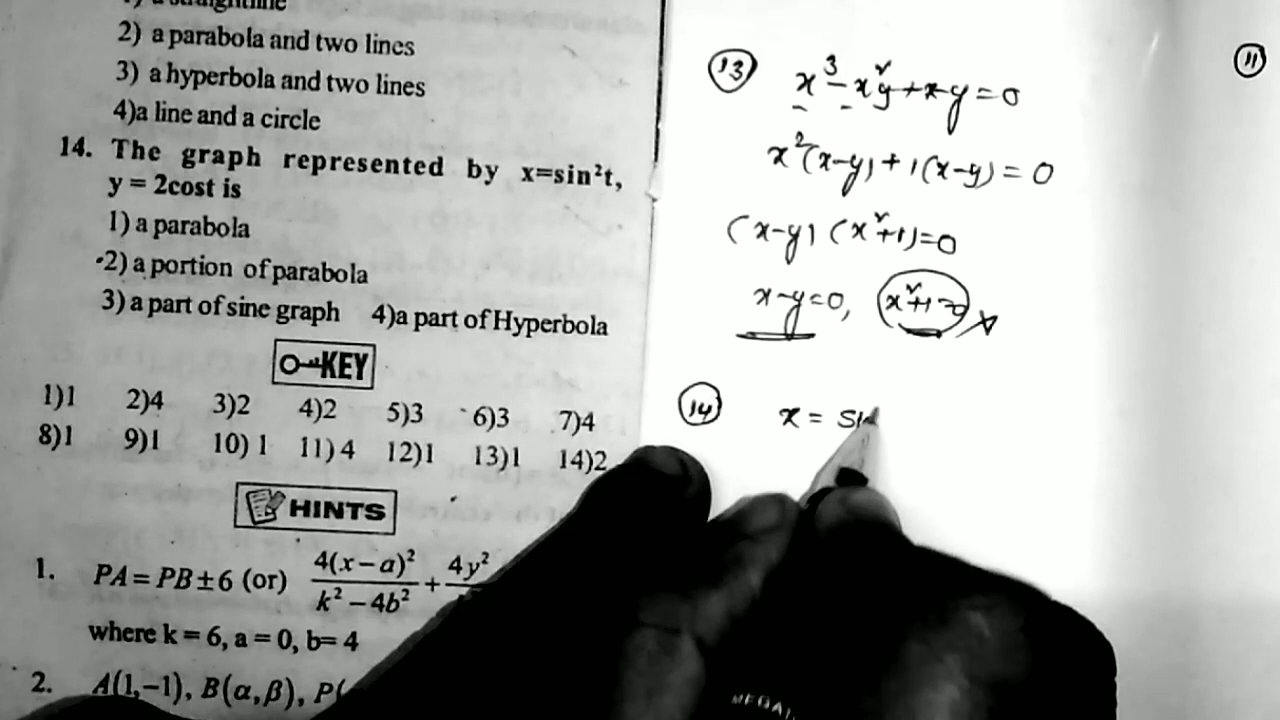 1) a straightline
2) a parabola and two lines
3) a hyperbola and two lines
4)a line and a circle
14. The graph represented by x=sin²t,
y = 2cost is
1) a parabola
2) a portion of parabola
3) a part of sine graph 4)a part of Hyperbola
KEY
1)1 2)4 3)2 4)2 5)3 6)3 7)4
8)1 9)1 10) 1 11) 4 12)1 13)1 14)2
HINTS
1. PA = PB ± 6 (or) 4(x − a)² / k² − 4b² + 4y²
where k = 6, a = 0, b= 4
2. A(1,−1), B(α,β), P(
13 x³ − x²y + x − y = 0
x²(x−y) + 1(x−y) = 0
(x−y) (x²+1)=0
x−y=0, x²+1=0
14 x = si
11